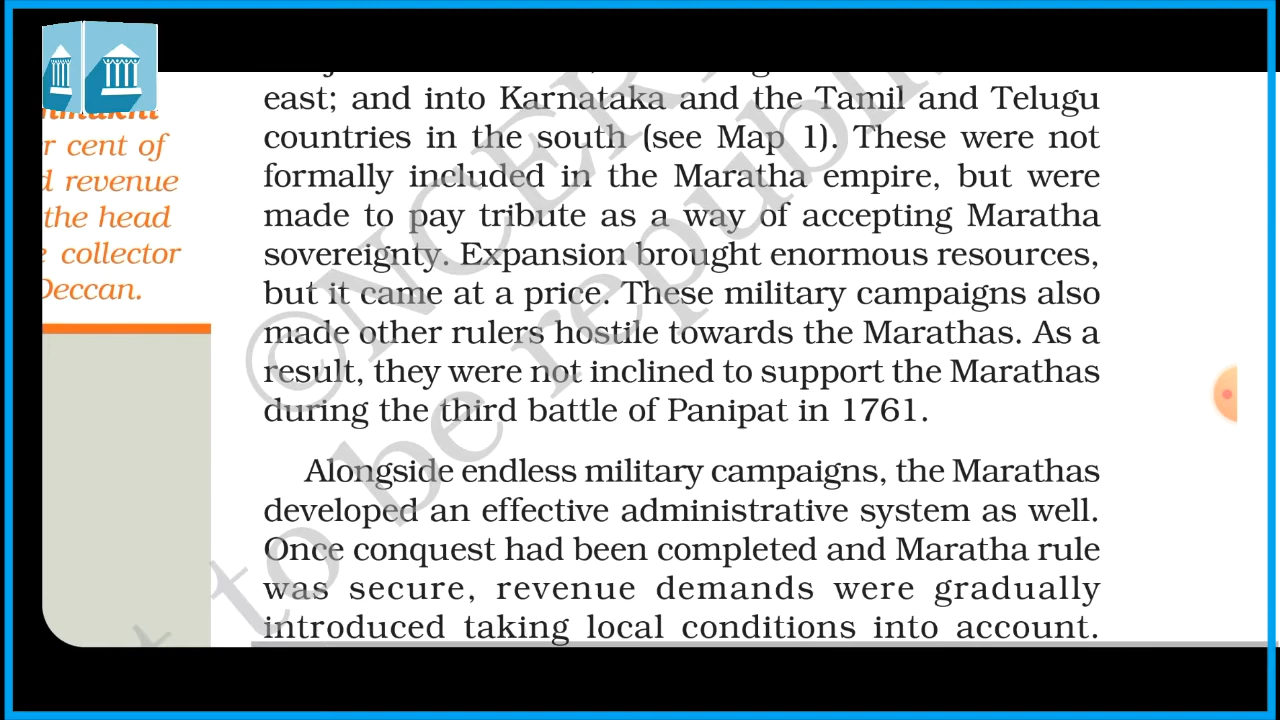 east; and into Karnataka and the Tamil and Telugu
countries in the south (see Map 1). These were not
formally included in the Maratha empire, but were
made to pay tribute as a way of accepting Maratha
sovereignty. Expansion brought enormous resources,
but it came at a price. These military campaigns also
made other rulers hostile towards the Marathas. As a
result, they were not inclined to support the Marathas
during the third battle of Panipat in 1761.
Alongside endless military campaigns, the Marathas
developed an effective administrative system as well.
Once conquest had been completed and Maratha rule
was secure, revenue demands were gradually
introduced taking local conditions into account.
r cent of
d revenue
the head
e collector
Deccan.
©NCER
to be republi